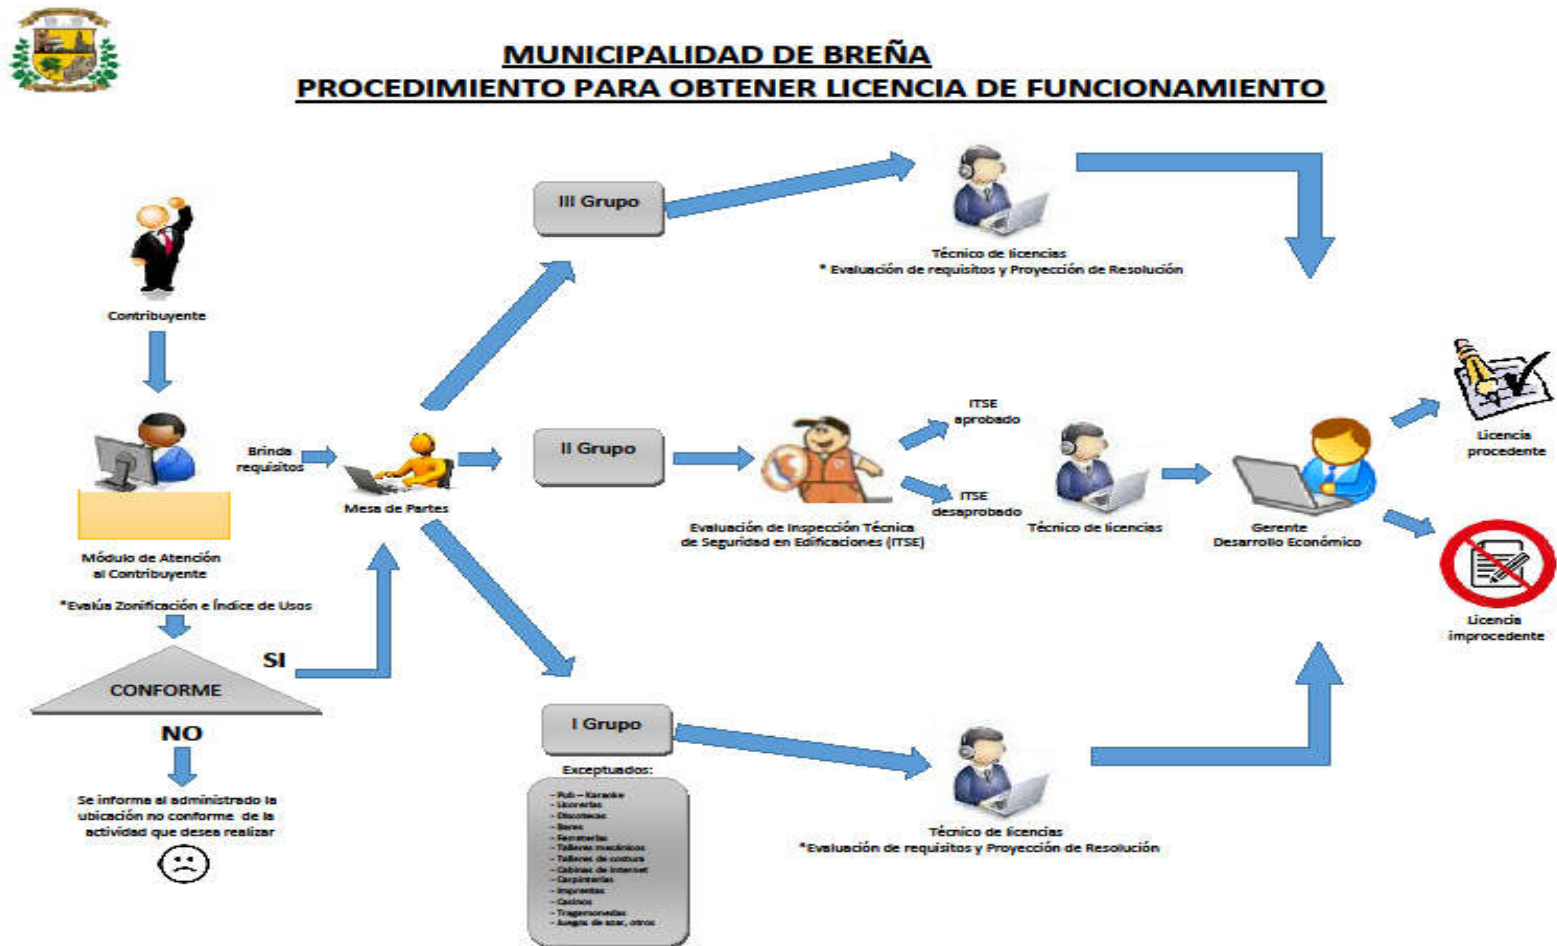 MUNICIPALIDAD DE BREÑA
PROCEDIMIENTO PARA OBTENER LICENCIA DE FUNCIONAMIENTO
Contribuyente
Módulo de Atención
al Contribuyente
*Evalúa Zonificación e Índice de Usos
CONFORME
SI
NO
Se informa al administrado la
ubicación no conforme de la
actividad que desea realizar
Brinda
requisitos
Mesa de Partes
III Grupo
Técnico de licencias
* Evaluación de requisitos y Proyección de Resolución
II Grupo
Evaluación de Inspección Técnica
de Seguridad en Edificaciones (ITSE)
ITSE
aprobado
ITSE
desaprobado
Técnico de licencias
Gerente
Desarrollo Económico
Licencia
procedente
Licencia
improcedente
I Grupo
Exceptuados:
- Pub – Karaoke
- Licorerías
- Discotecas
- Bares
- Ferreterías
- Talleres mecánicos
- Talleres de costura
- Cabinas de internet
- Carpinterías
- Imprentas
- Casinos
- Tragamonedas
- Juegos de azar, otros
Técnico de licencias
*Evaluación de requisitos y Proyección de Resolución